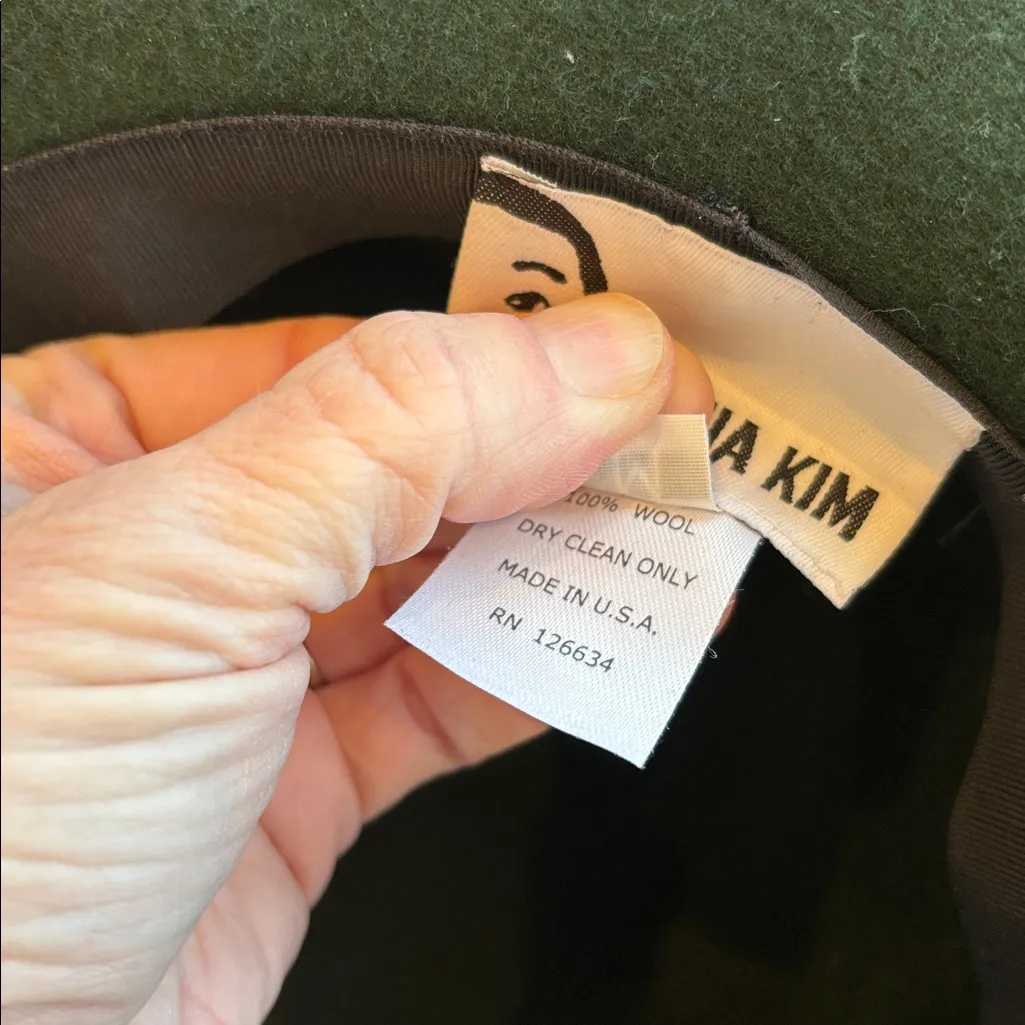 IA KIM
M
100% WOOL
DRY CLEAN ONLY
MADE IN U.S.A.
RN 126634